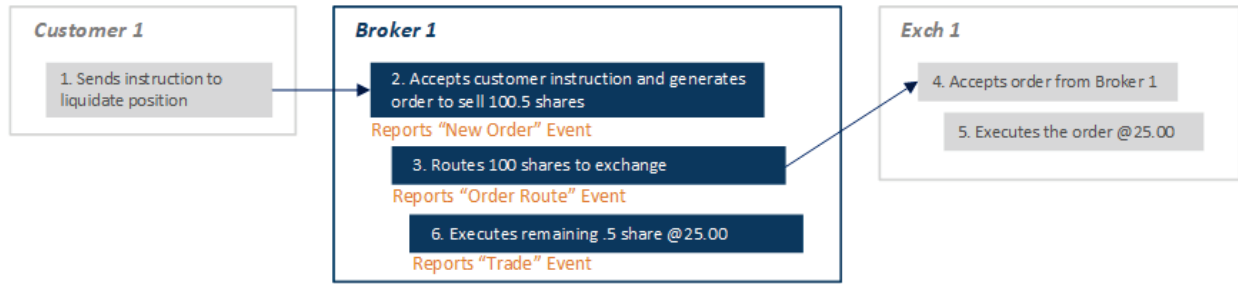 Customer 1
1. Sends instruction to
liquidate position
Broker 1
2. Accepts customer instruction and generates
order to sell 100.5 shares
Reports “New Order” Event
3. Routes 100 shares to exchange
Reports “Order Route” Event
6. Executes remaining .5 share @25.00
Reports “Trade” Event
Exch 1
4. Accepts order from Broker 1
5. Executes the order @25.00